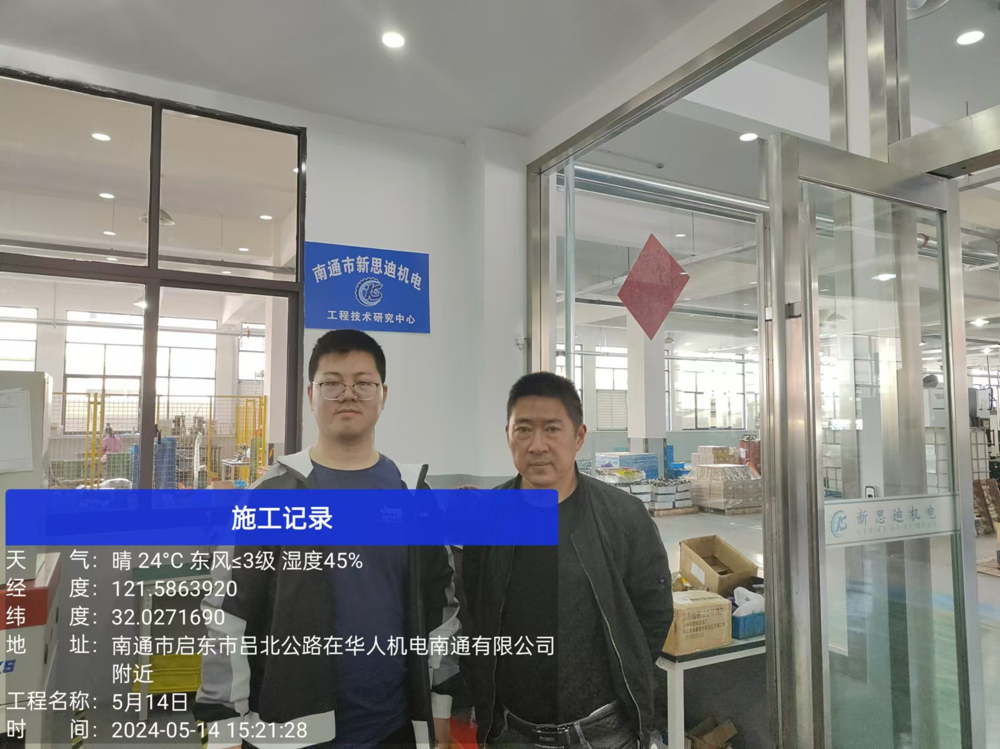 南通市新思迪机电
工程技术研究中心
新思迪机电
施工记录
天 气：晴 24°C 东风≤3级 湿度45%
经 度：121.5863920
纬 度：32.0271690
地 址：南通市启东市吕北公路在华人机电南通有限公司
附近
工程名称：5月14日
时 间：2024-05-14 15:21:28